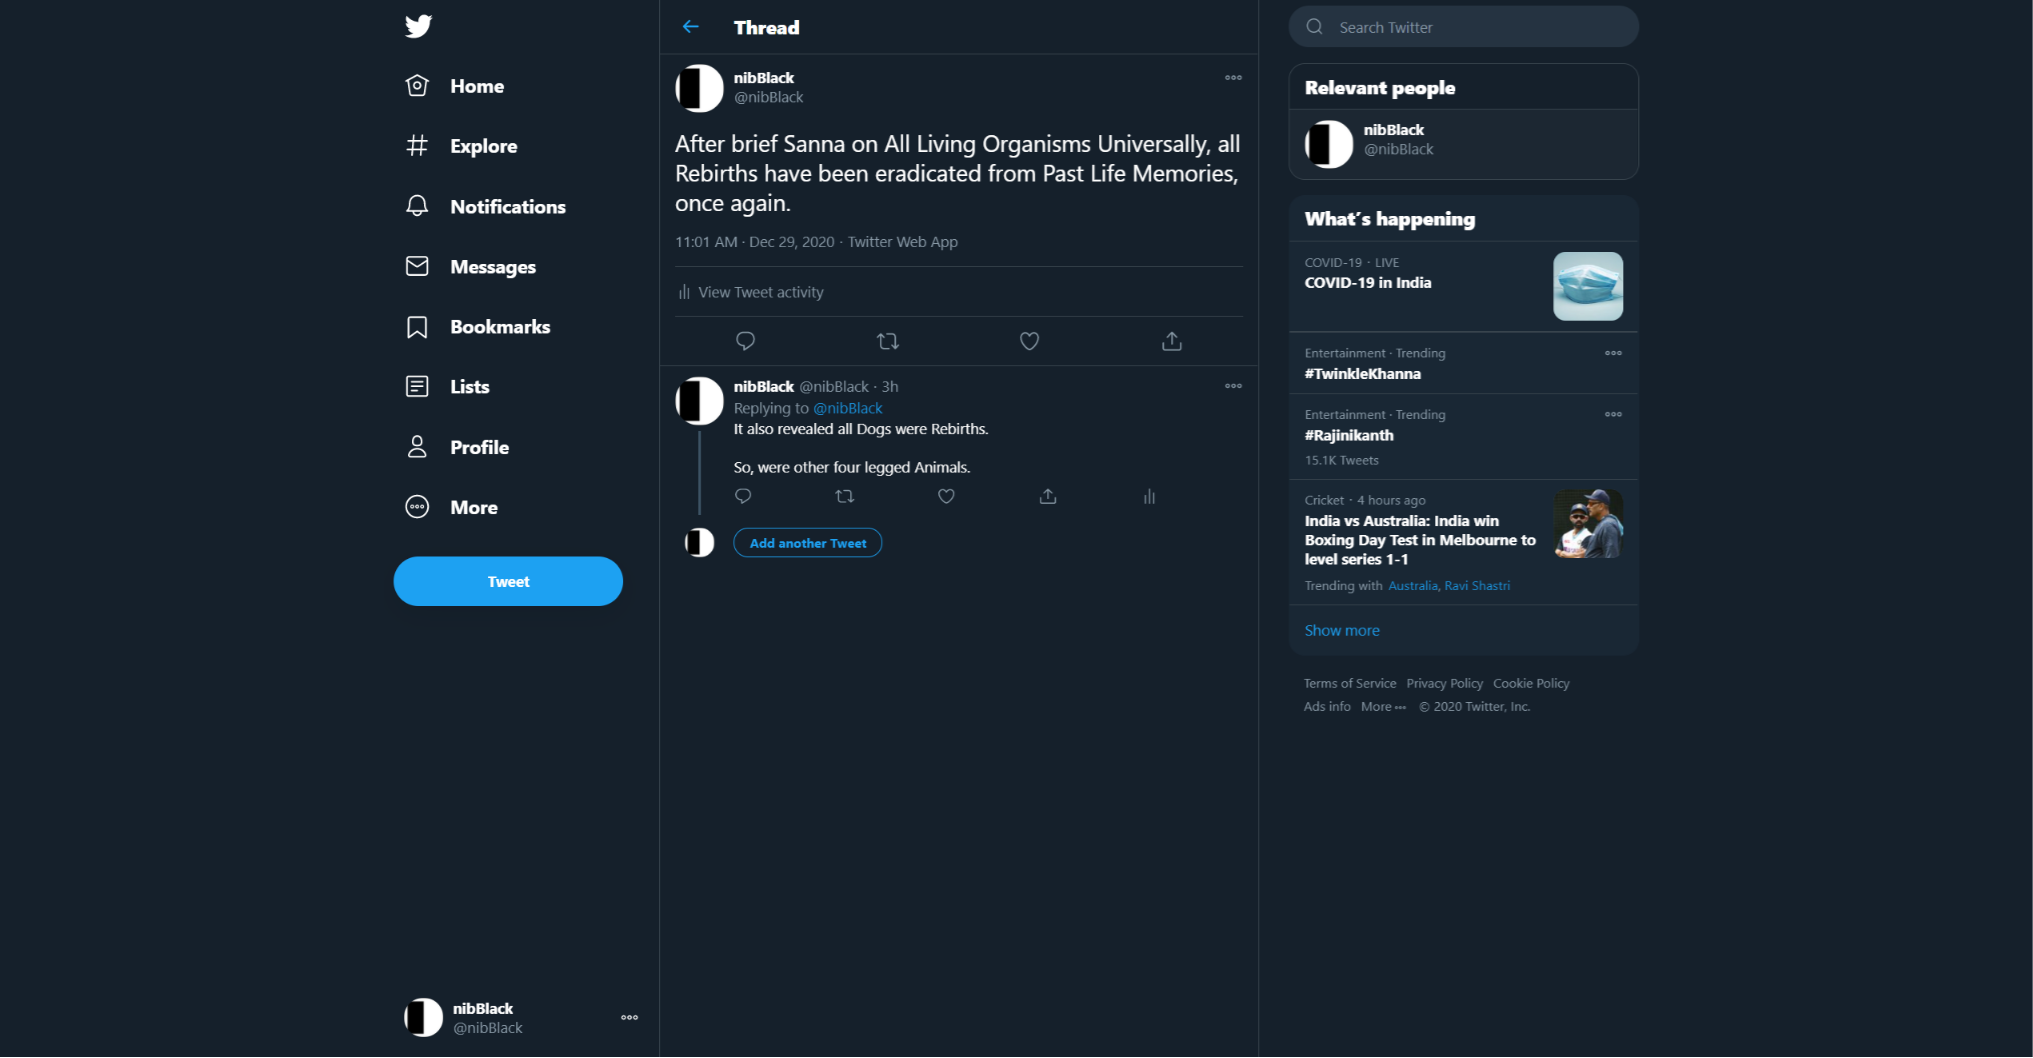 Home
Explore
Notifications
Messages
Bookmarks
Lists
Profile
More
Tweet
nibBlack
@nibBlack
Thread
nibBlack
@nibBlack
After brief Sanna on All Living Organisms Universally, all
Rebirths have been eradicated from Past Life Memories,
once again.
11:01 AM · Dec 29, 2020 · Twitter Web App
View Tweet activity
nibBlack @nibBlack · 3h
Replying to @nibBlack
It also revealed all Dogs were Rebirths.
So, were other four legged Animals.
Add another Tweet
Search Twitter
Relevant people
nibBlack
@nibBlack
What's happening
COVID-19 · LIVE
COVID-19 in India
Entertainment · Trending
#TwinkleKhanna
Entertainment · Trending
#Rajinikanth
15.1K Tweets
Cricket · 4 hours ago
India vs Australia: India win
Boxing Day Test in Melbourne to
level series 1-1
Trending with Australia, Ravi Shastri
Show more
Terms of Service Privacy Policy Cookie Policy
Ads info More ··· © 2020 Twitter, Inc.